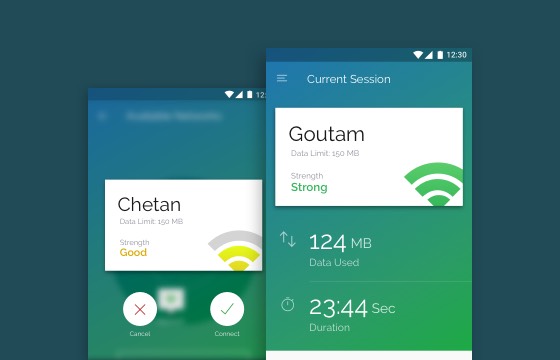 12:
Available Networks
Chetan
Data Limit: 150 MB
Strength
Good
Cancel
Connect
12:30
Current Session
Goutam
Data Limit: 150 MB
Strength
Strong
124 MB
Data Used
23:44 Sec
Duration